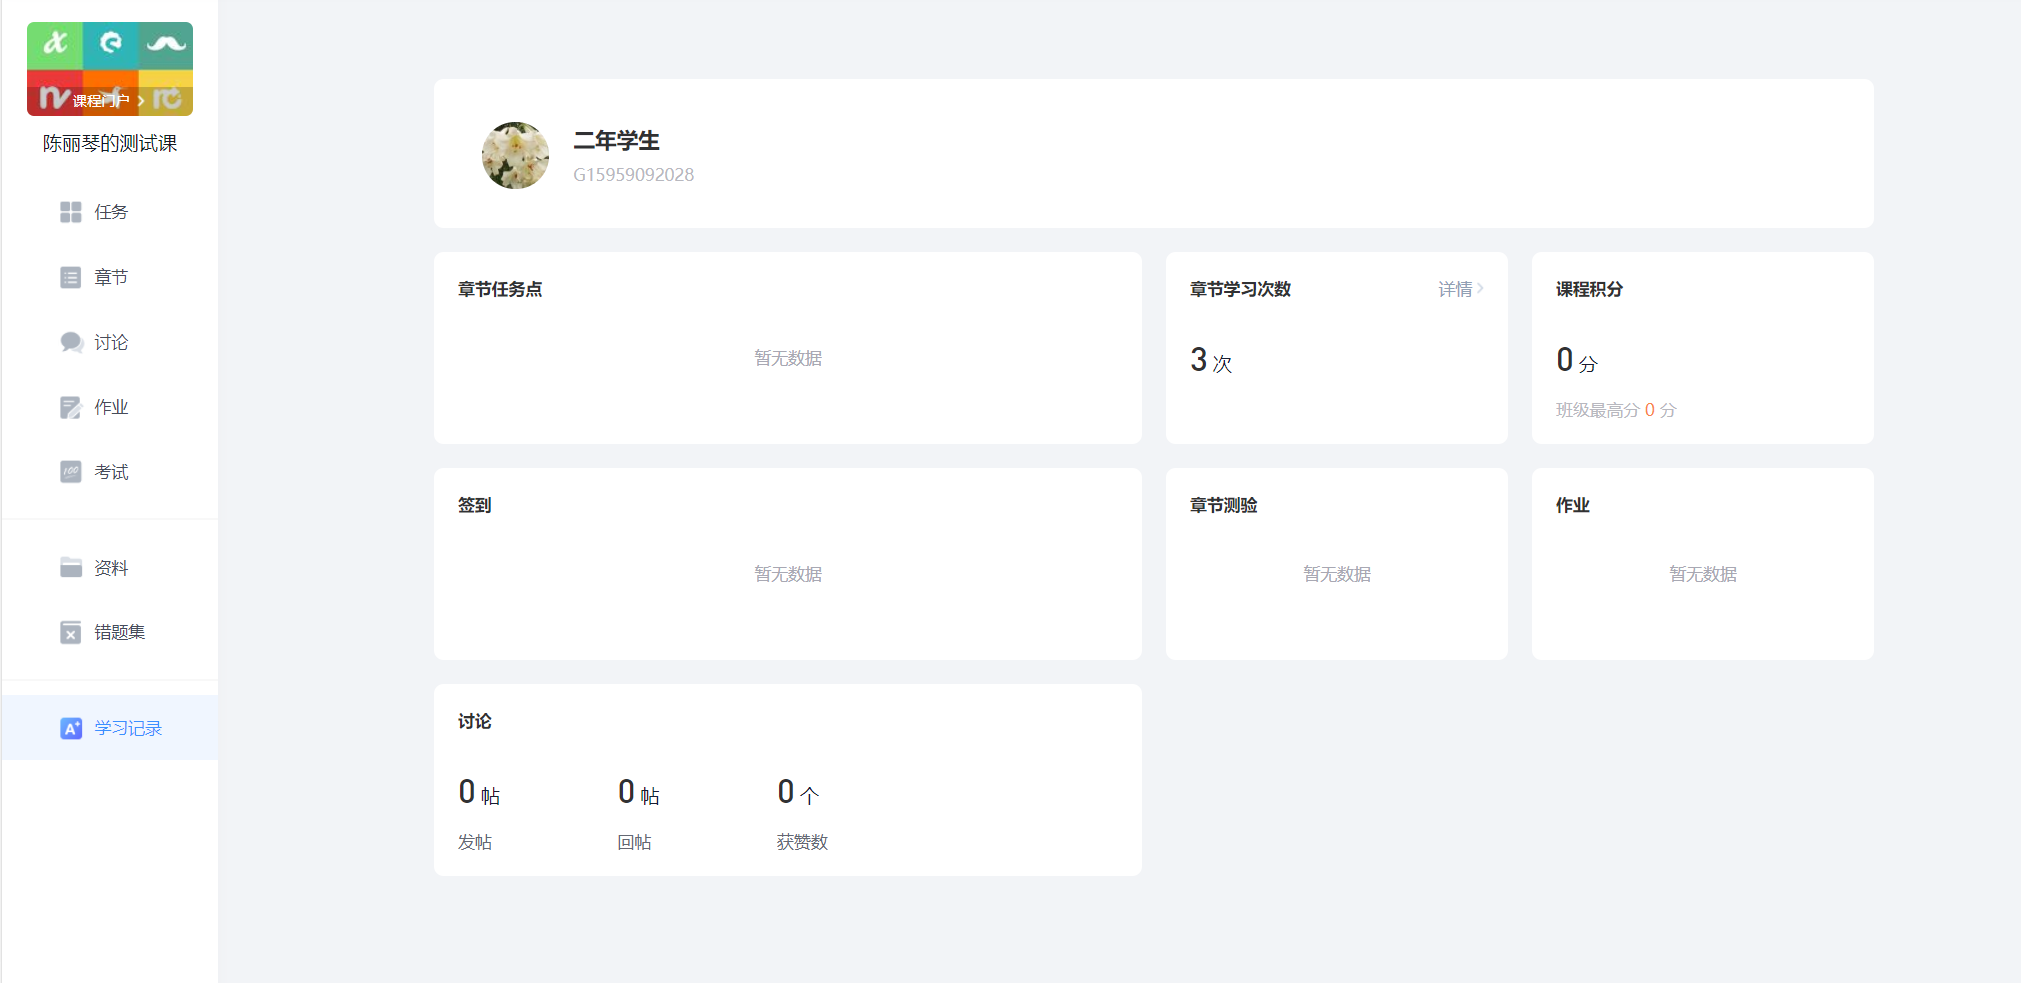 课程门户
陈丽琴的测试课
任务
章节
讨论
作业
考试
资料
错题集
学习记录
二年学生
G15959092028
章节任务点
暂无数据
章节学习次数
详情
3 次
课程积分
0 分
班级最高分 0 分
签到
暂无数据
章节测验
暂无数据
作业
暂无数据
讨论
0 帖
发帖
0 帖
回帖
0 个
获赞数